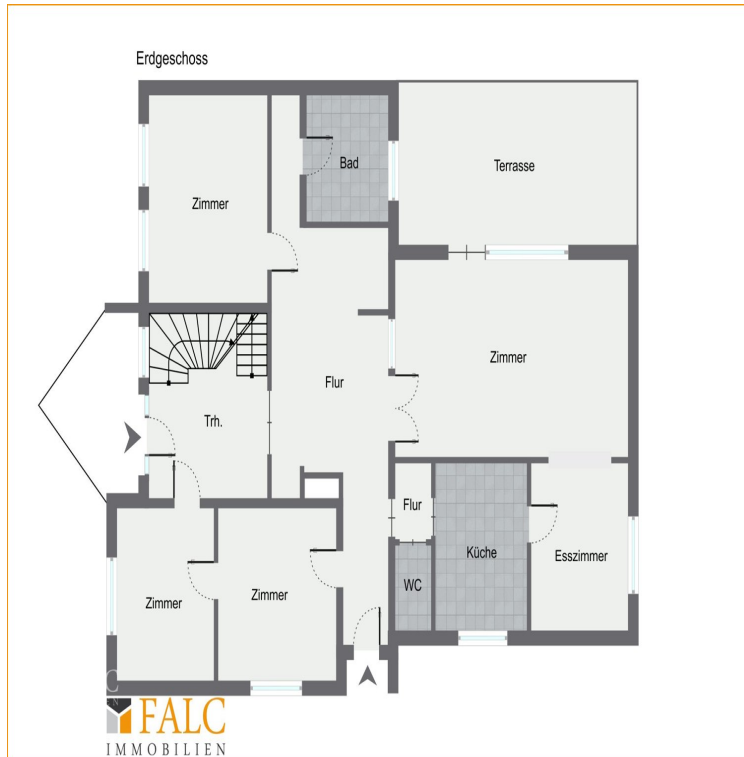 Erdgeschoss
Bad
Terrasse
Zimmer
Zimmer
Flur
Trh.
Flur
Küche
Esszimmer
WC
Zimmer
Zimmer
FALC
IMMOBILIEN